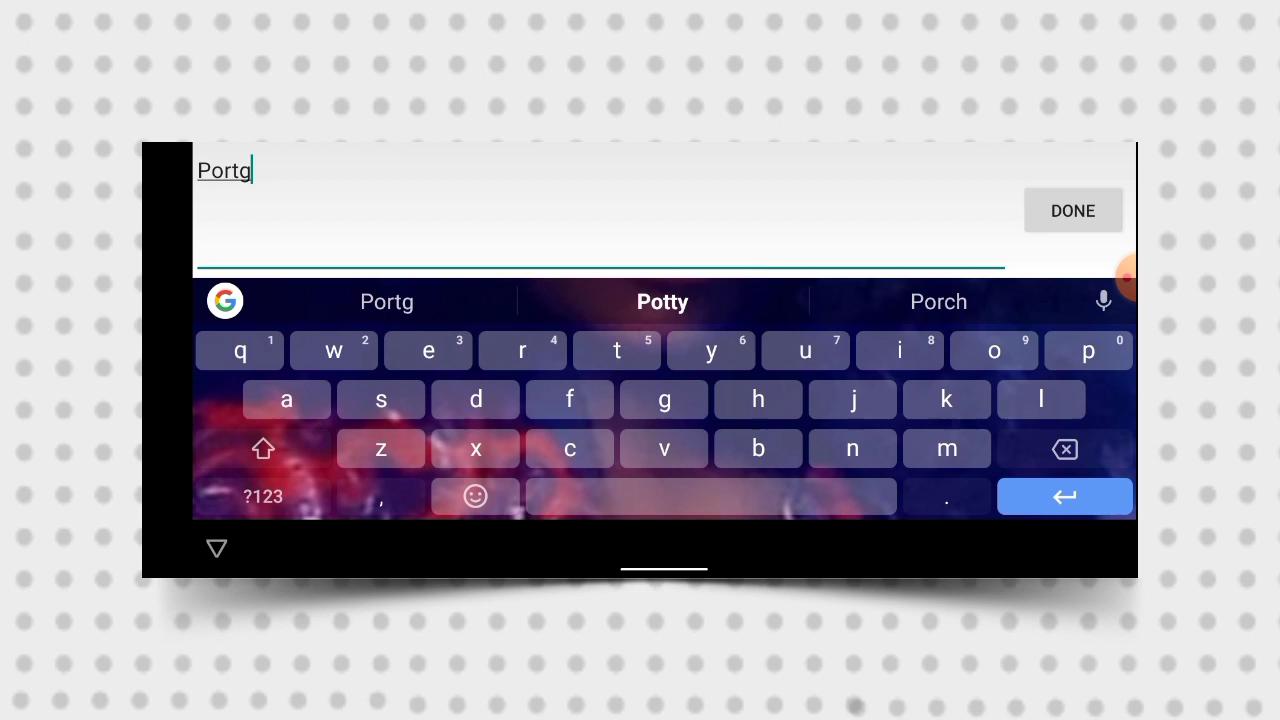 Portg
DONE
Portg Potty Porch
q 1 w 2 e 3 r 4 t 5 y 6 u 7 i 8 o 9 p 0
a s d f g h j k l
z x c v b n m
?123 , .